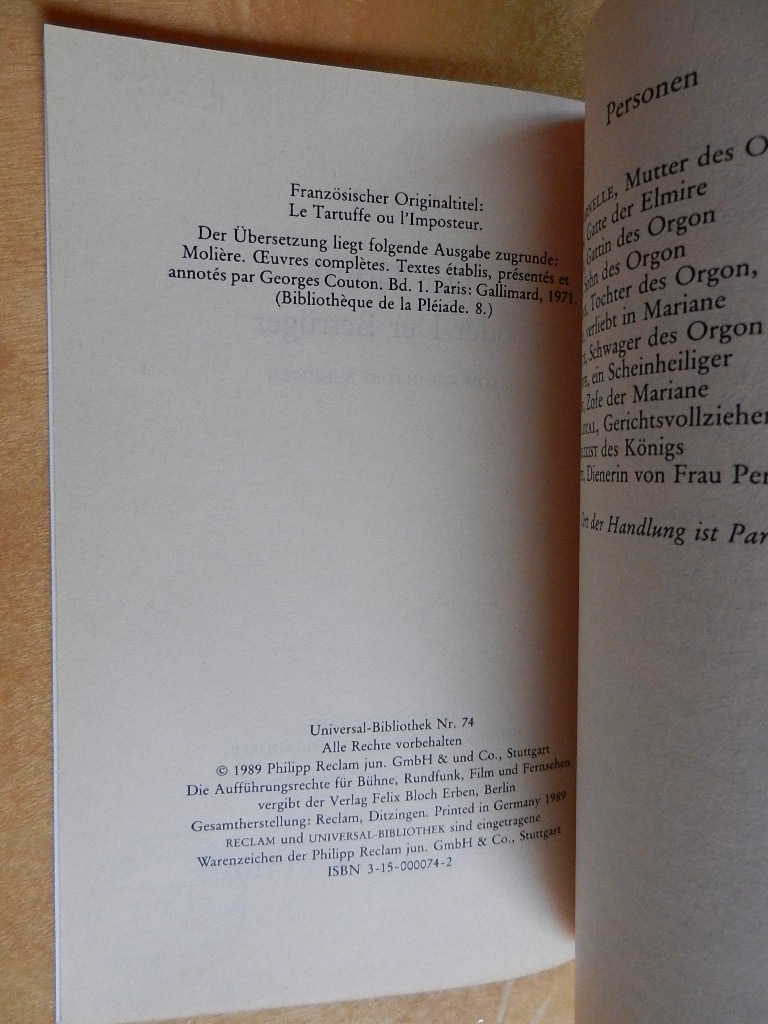 Französischer Originaltitel:
Le Tartuffe ou l'Imposteur.
Der Übersetzung liegt folgende Ausgabe zugrunde:
Molière. Œuvres complètes. Textes établis, présentés et
annotés par Georges Couton. Bd. 1. Paris: Gallimard, 1971.
(Bibliothèque de la Pléiade. 8.)
Universal-Bibliothek Nr. 74
Alle Rechte vorbehalten
© 1989 Philipp Reclam jun. GmbH & und Co., Stuttgart
Die Aufführungsrechte für Bühne, Rundfunk, Film und Fernsehen
vergibt der Verlag Felix Bloch Erben, Berlin
Gesamtherstellung: Reclam, Ditzingen. Printed in Germany 1989
RECLAM und UNIVERSAL-BIBLIOTHEK sind eingetragene
Warenzeichen der Philipp Reclam jun. GmbH & Co., Stuttgart
ISBN 3-15-000074-2
Personen
Mutter des O
Gatte der Elmire
Gattin des Orgon
Sohn des Orgon
Tochter des Orgon,
verliebt in Mariane
Schwager des Orgon
ein Scheinheiliger
Zofe der Mariane
Gerichtsvollzieher
des Königs
Dienerin von Frau Per
Ort der Handlung ist Par